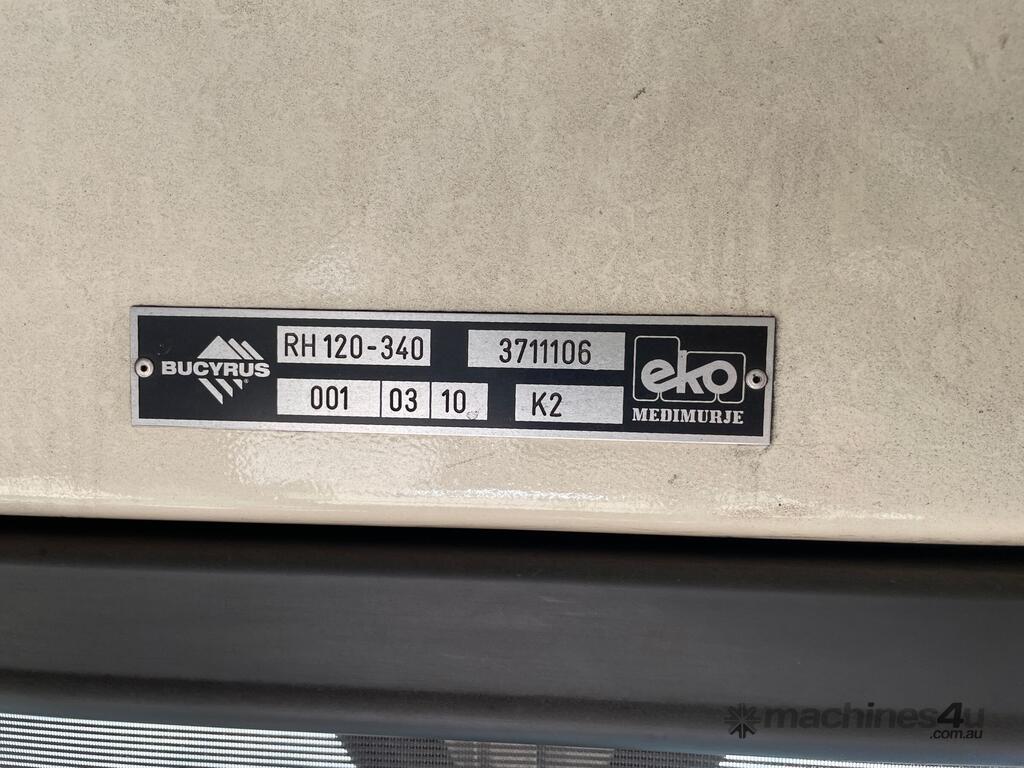 BUCYRUS
RH 120-340
3711106
001 03 10
K2
eko
MEDIMURJE
machines4u
.com.au